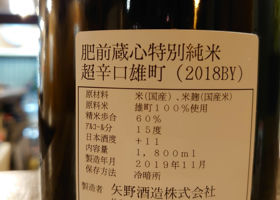 肥前蔵心特別純米
超辛口雄町（2018BY）
原材料 米（国産）、米麹（国産米）
原料米 雄町100％使用
精米歩合 60％
アルコール分 15度
日本酒度 +11
内容量 1,800ml
製造年月 2019年11月
保存方法 冷暗所
製造者 矢野酒造株式会社